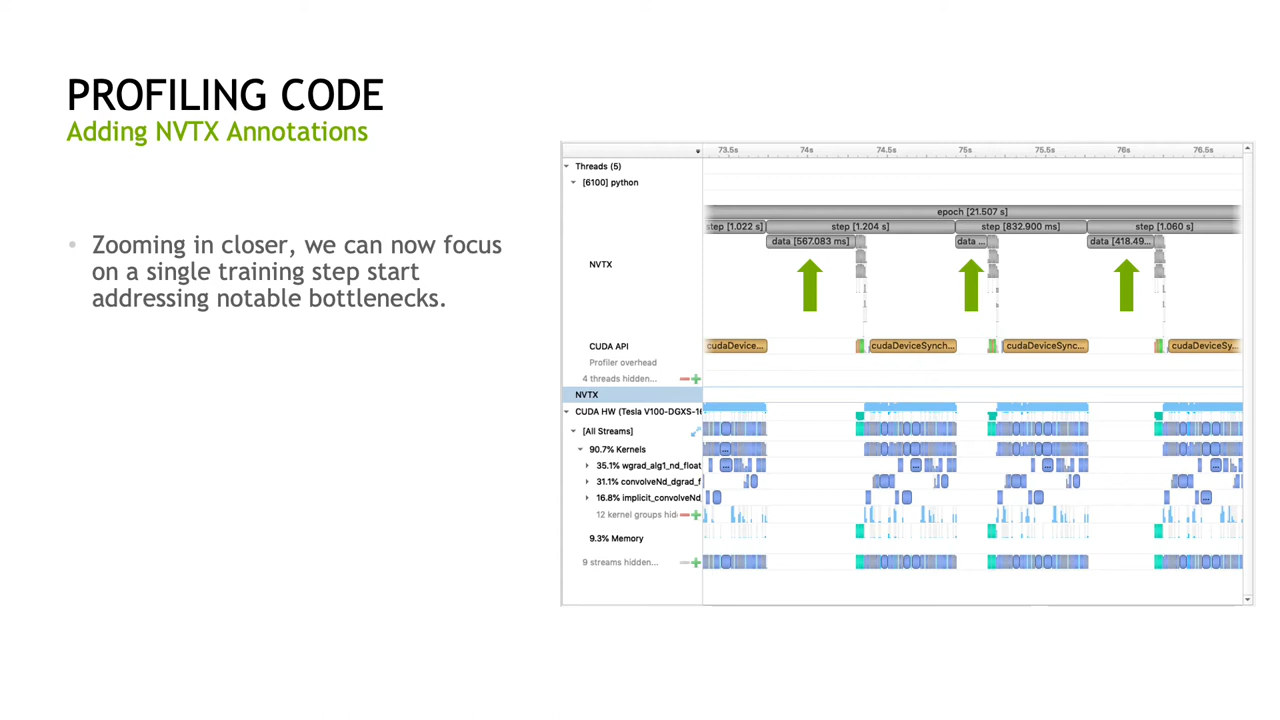 PROFILING CODE
Adding NVTX Annotations
• Zooming in closer, we can now focus
on a single training step start
addressing notable bottlenecks.
73.5s 74s 74.5s 75s 75.5s 76s 76.5s
Threads (5)
[6100] python
epoch [21.507 s]
step [1.022 s] step [1.204 s] step [832.900 ms] step [1.060 s]
data [567.083 ms] data ... data [418.49...
NVTX
CUDA API cudaDevice... cudaDeviceSynch... cudaDeviceSync... cudaDeviceSy...
Profiler overhead
4 threads hidden...
NVTX
CUDA HW (Tesla V100-DGXS-16
[All Streams]
90.7% Kernels
35.1% wgrad_alg1_nd_float_
31.1% convolveNd_dgrad_f
16.8% implicit_convolveNd_
12 kernel groups hid
9.3% Memory
9 streams hidden...